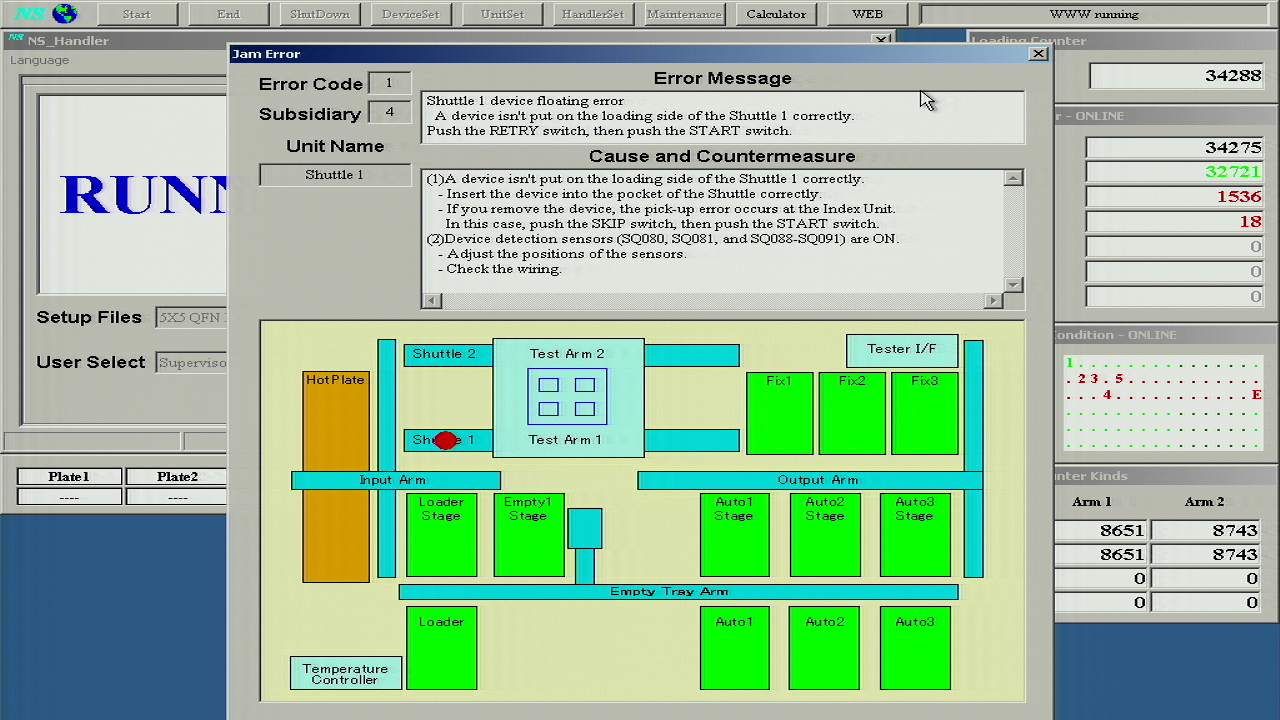 NS Start End ShutDown DeviceSet UnitSet HandlerSet Maintenance Calculator WEB WWW running
NS NS_Handler
Language
RUNN
Setup Files 5X5 QFN
User Select Superviso
Plate1 Plate2
---- ----
Jam Error
Error Code 1
Subsidiary 4
Unit Name
Shuttle 1
Error Message
Shuttle 1 device floating error
A device isn't put on the loading side of the Shuttle 1 correctly.
Push the RETRY switch, then push the START switch.
Cause and Countermeasure
(1)A device isn't put on the loading side of the Shuttle 1 correctly.
- Insert the device into the pocket of the Shuttle correctly.
- If you remove the device, the pick-up error occurs at the Index Unit.
In this case, push the SKIP switch, then push the START switch.
(2)Device detection sensors (SQ080, SQ081, and SQ088-SQ091) are ON.
- Adjust the positions of the sensors.
- Check the wiring.
Shuttle 2 Test Arm 2 Tester I/F
HotPlate Fix1 Fix2 Fix3
1 Test Arm 1
Input Arm Output Arm
Loader Stage Empty1 Stage Auto1 Stage Auto2 Stage Auto3 Stage
Empty Tray Arm
Loader Auto1 Auto2 Auto3
Temperature
Controller
Loading Counter
34288
r - ONLINE
34275
32721
1536
18
0
0
0
ondition - ONLINE
1 . . . . . . . . . . . . . . . .
. 2 3 . 5 . . . . . . . . . . . .
. . . 4 . . . . . . . . . . . . E
nter Kinds
Arm 1 Arm 2
8651 8743
8651 8743
0 0
0 0